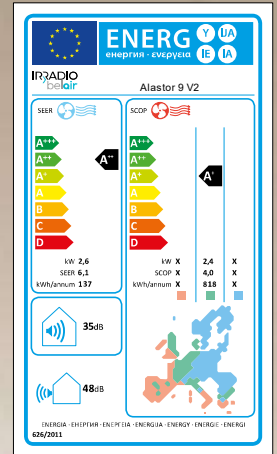 ENERG Y UA
енергия · ενεργεια IE IA
IRRADIO
belair
Alastor 9 V2
SEER SCOP
A+++ A+++
A++ A++ A++
A+ A+ A+
A A
B B
C C
D D
kW 2,6 kW X 2,4 X
SEER 6,1 SCOP X 4,0 X
kWh/annum 137 kWh/annum X 818 X
35dB
48dB
ENERGIA · ЕНЕРГИЯ · ΕΝΕΡΓΕΙΑ · ENERGIJA · ENERGY · ENERGIE · ENERGI
626/2011